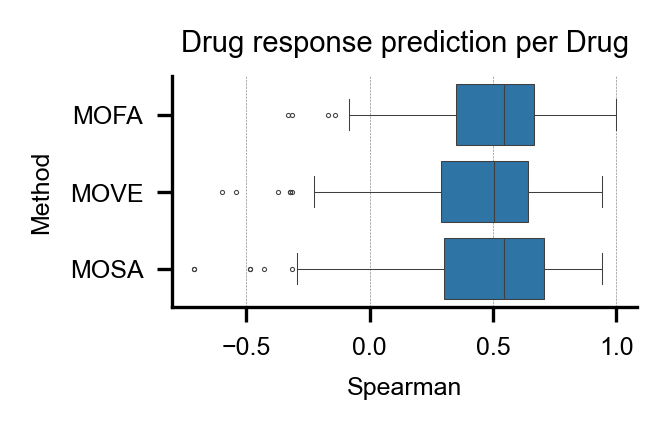 Drug response prediction per Drug
Method
MOFA
MOVE
MOSA
−0.5 0.0 0.5 1.0
Spearman